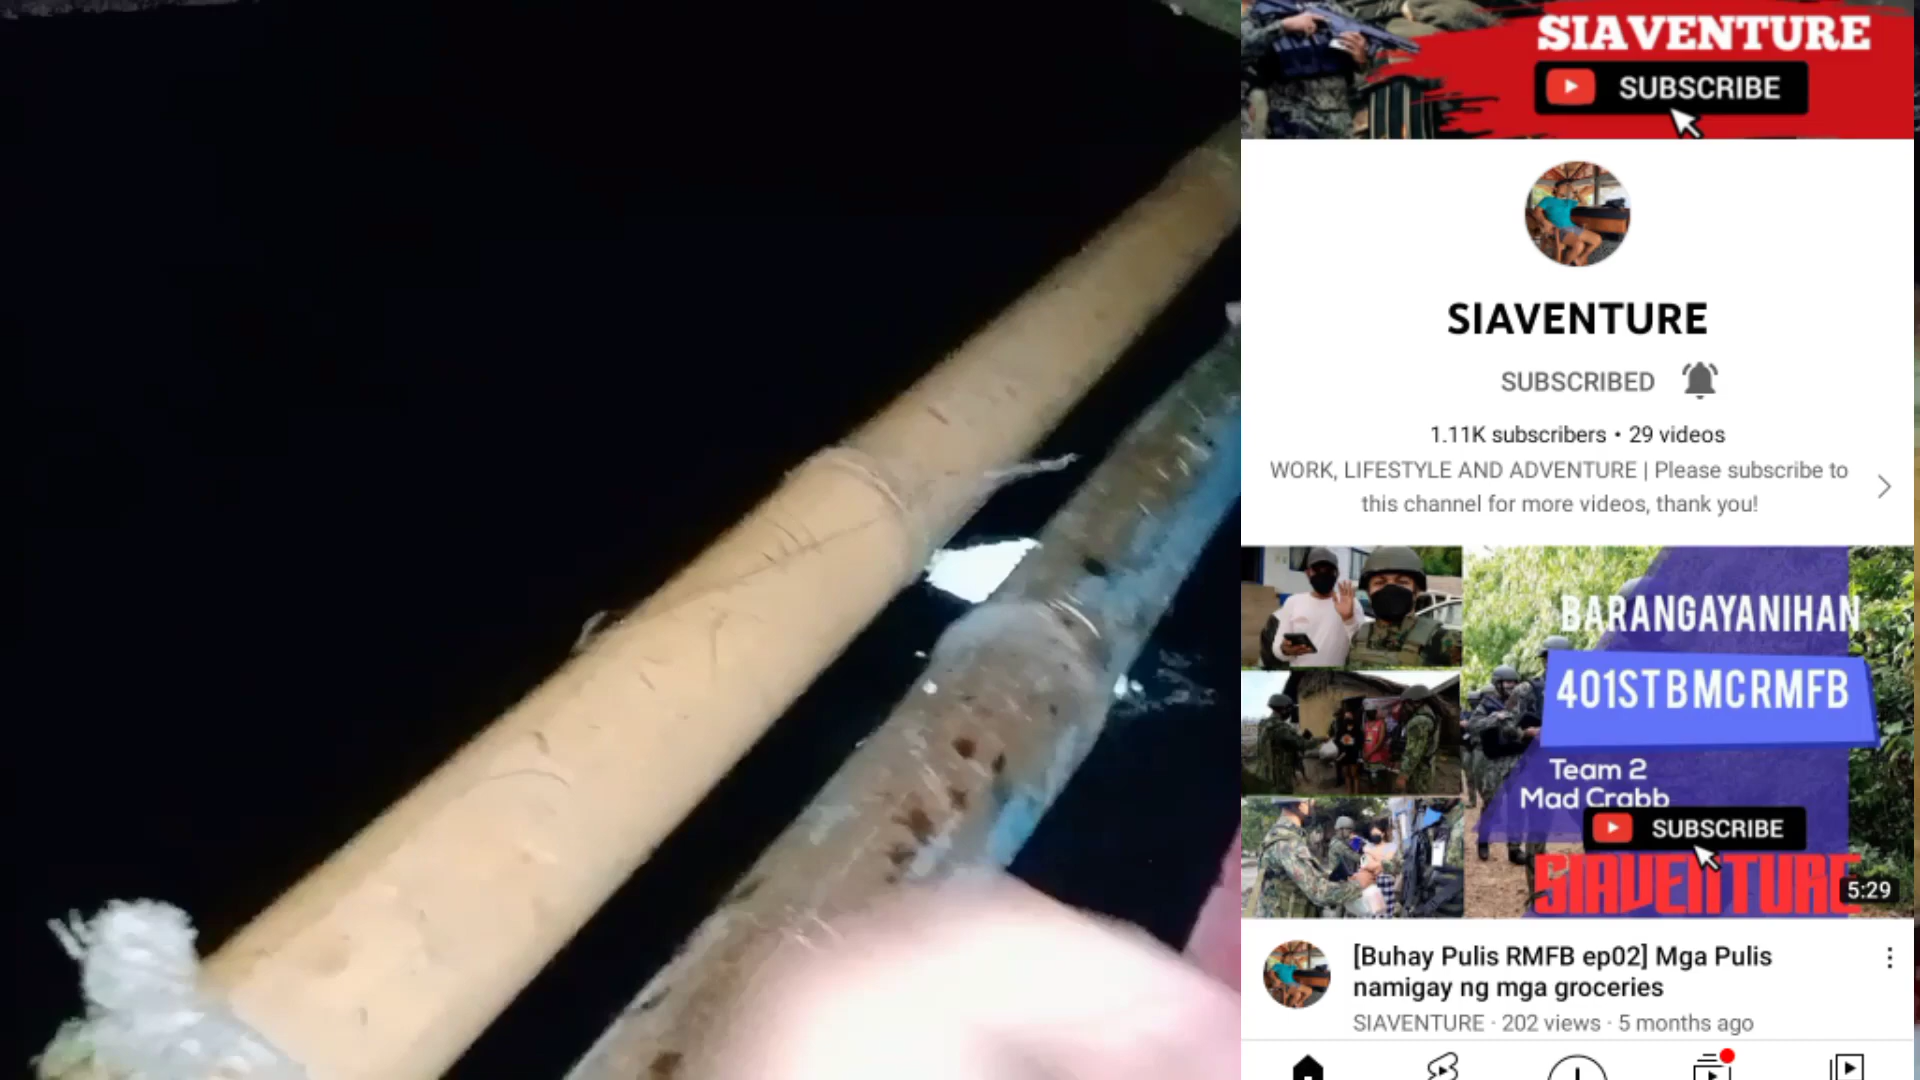 SIAVENTURE
SUBSCRIBE
SIAVENTURE
SUBSCRIBED
1.11K subscribers • 29 videos
WORK, LIFESTYLE AND ADVENTURE | Please subscribe to
this channel for more videos, thank you!
BARANGAYANIHAN
401ST BMC RMFB
Team 2
Mad Crabb
SUBSCRIBE
SIAVENTURE
5:29
[Buhay Pulis RMFB ep02] Mga Pulis
namigay ng mga groceries
SIAVENTURE · 202 views · 5 months ago